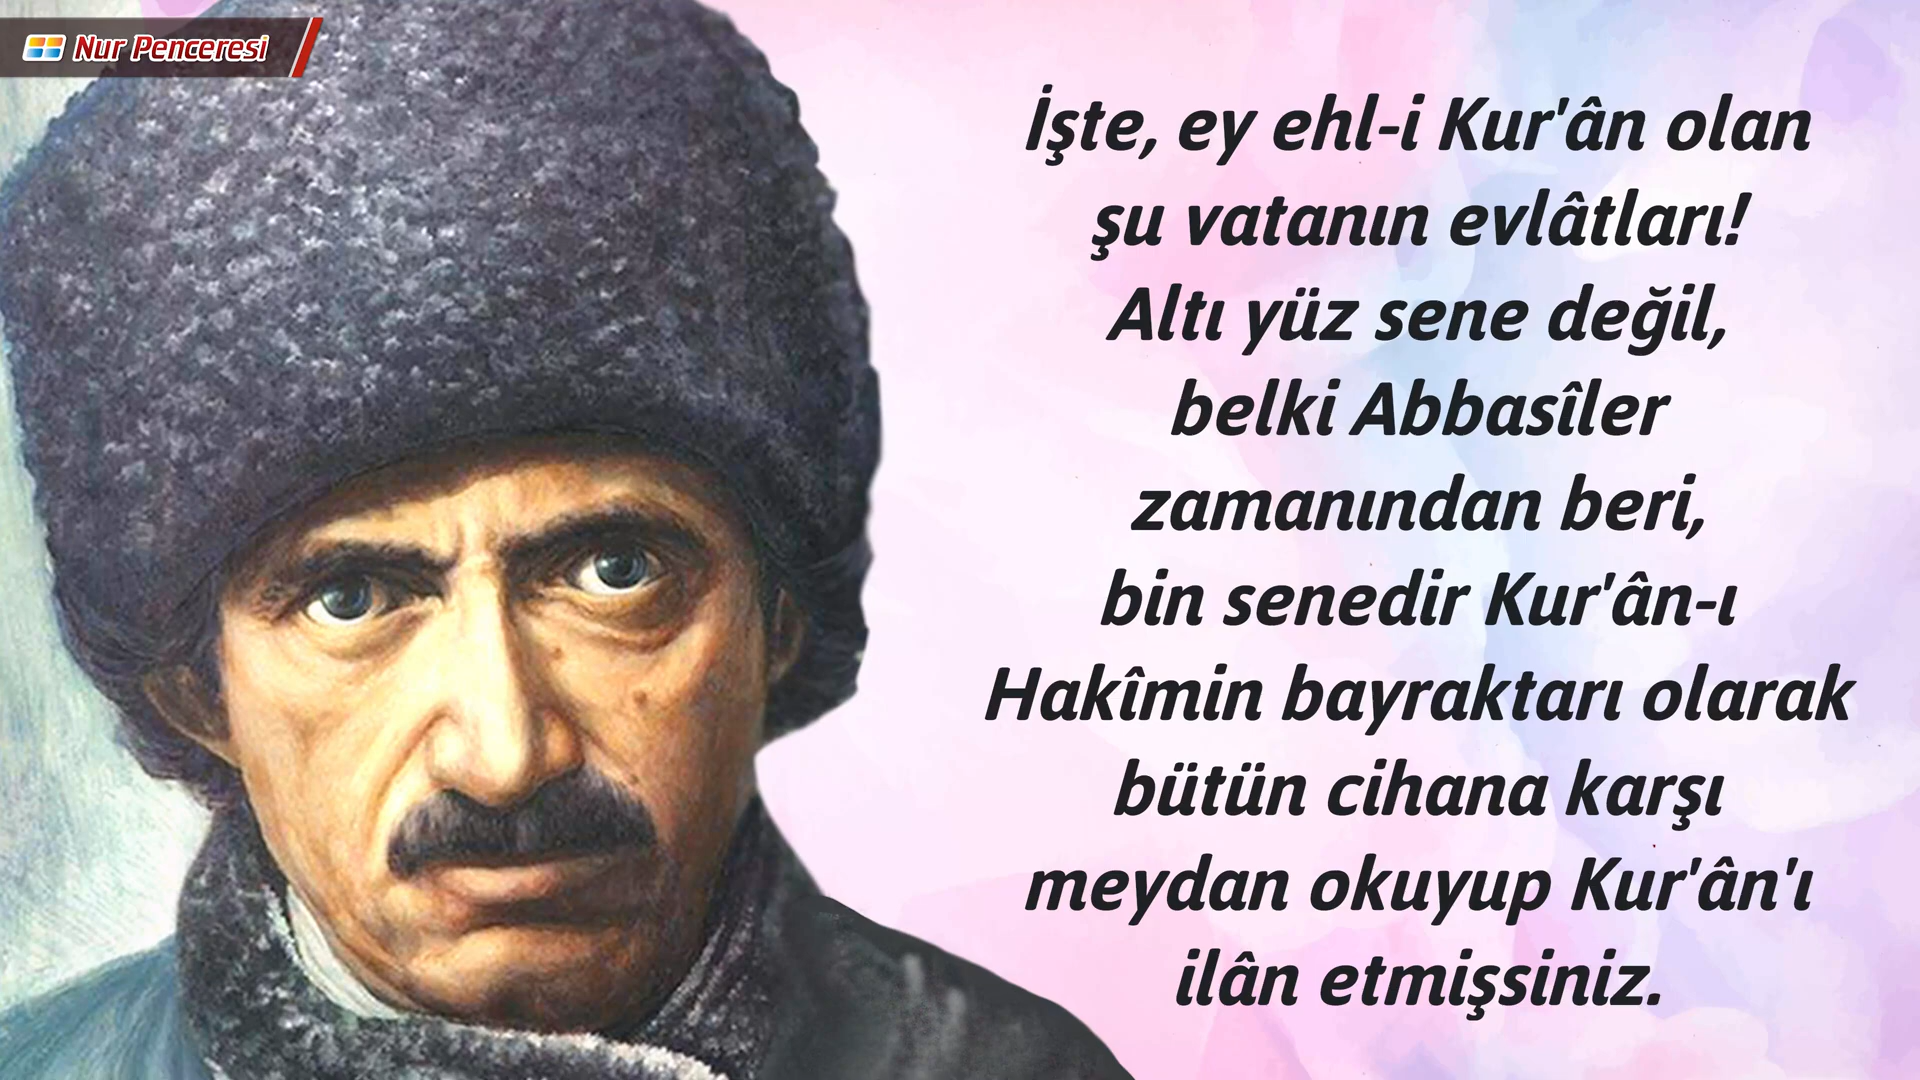 Nur Penceresi
İşte, ey ehl-i Kur'ân olan
şu vatanın evlâtları!
Altı yüz sene değil,
belki Abbasîler
zamanından beri,
bin senedir Kur'ân-ı
Hakîmin bayraktarı olarak
bütün cihana karşı
meydan okuyup Kur'ân'ı
ilân etmişsiniz.